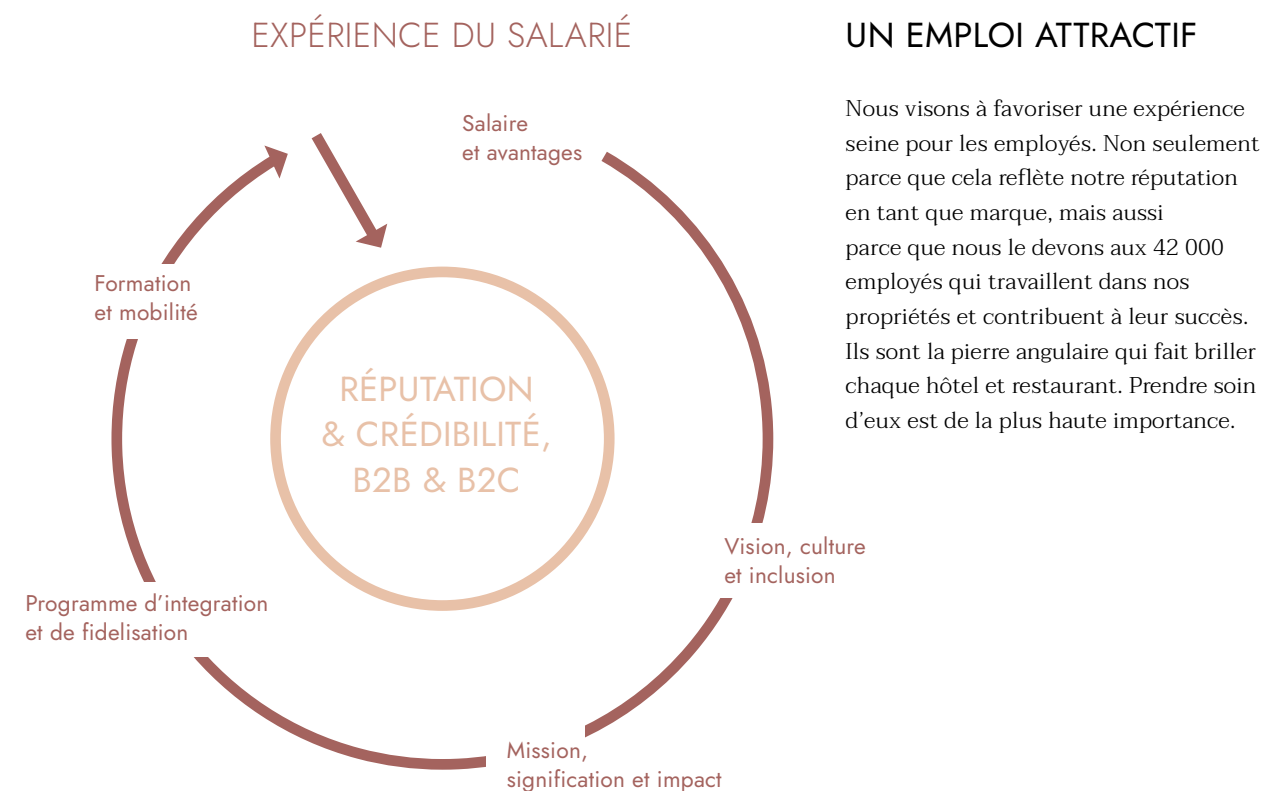 EXPÉRIENCE DU SALARIÉ
Salaire
et avantages
Vision, culture
et inclusion
Mission,
signification et impact
Programme d’integration
et de fidelisation
Formation
et mobilité
RÉPUTATION
& CRÉDIBILITÉ,
B2B & B2C
UN EMPLOI ATTRACTIF
Nous visons à favoriser une expérience
seine pour les employés. Non seulement
parce que cela reflète notre réputation
en tant que marque, mais aussi
parce que nous le devons aux 42 000
employés qui travaillent dans nos
propriétés et contribuent à leur succès.
Ils sont la pierre angulaire qui fait briller
chaque hôtel et restaurant. Prendre soin
d’eux est de la plus haute importance.